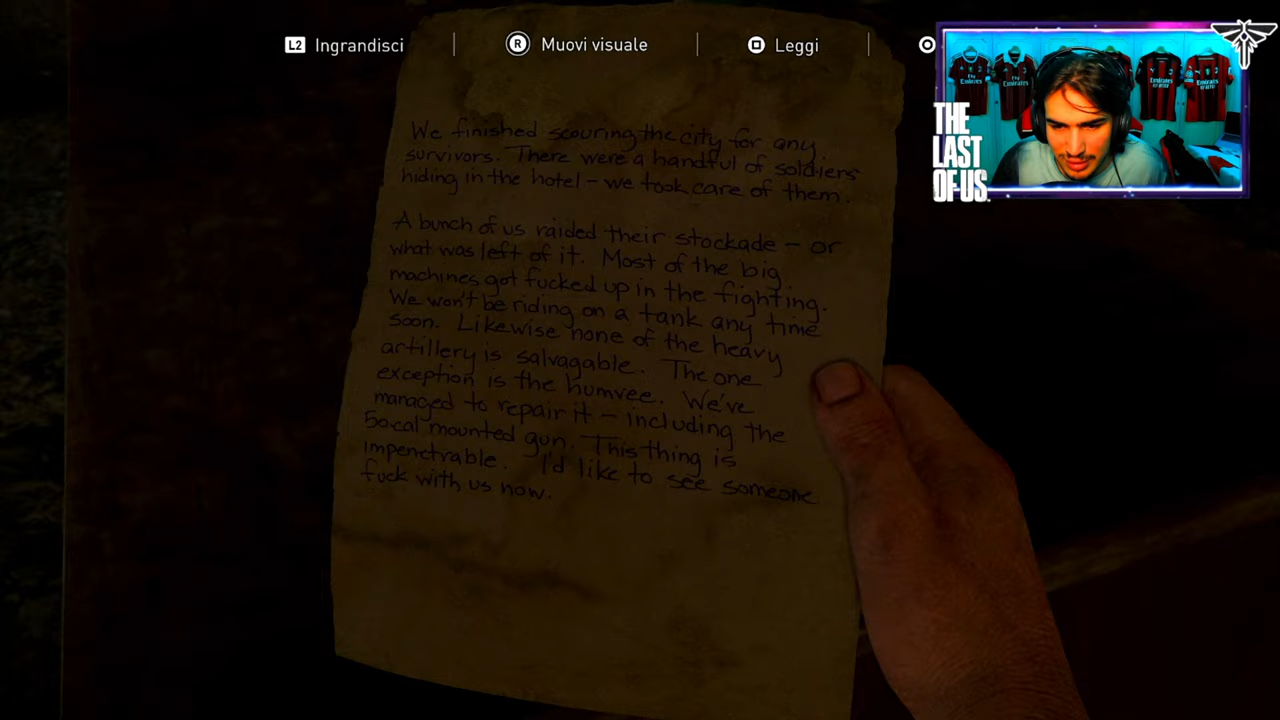 L2 Ingrandisci
R Muovi visuale
Leggi
THE
LAST
OF US
We finished scouring the city for any
survivors. There were a handful of soldiers
hiding in the hotel - we took care of them.
A bunch of us raided their stockade - or
what was left of it. Most of the big
machines got fucked up in the fighting.
We won't be riding on a tank any time
soon. Likewise none of the heavy
artillery is salvagable. The one
exception is the humvee. We've
managed to repair it - including the
50.cal mounted gun. This thing is
impenetrable. I'd like to see someone
fuck with us now.